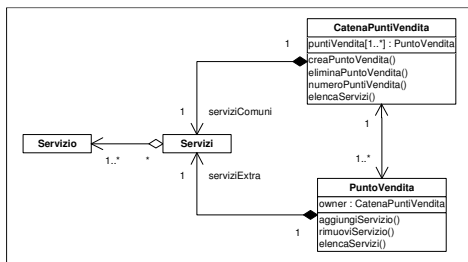 CatenaPuntiVendita
puntiVendita[1..*] : PuntoVendita
creaPuntoVendita()
eliminaPuntoVendita()
numeroPuntiVendita()
elencaServizi()
1
1
serviziComuni
1
Servizio
1..*
*
Servizi
1
serviziExtra
1..*
PuntoVendita
owner : CatenaPuntiVendita
aggiungiServizio()
rimuoviServizio()
elencaServizi()
1